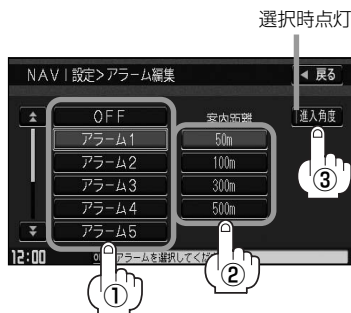 選択時点灯
NAVI設定>アラーム編集
◀ 戻る
OFF
案内距離
進入角度
アラーム1
50m
アラーム2
100m
アラーム3
300m
③
アラーム4
500m
アラーム5
12:00
アラームを選択してくだ
①
②